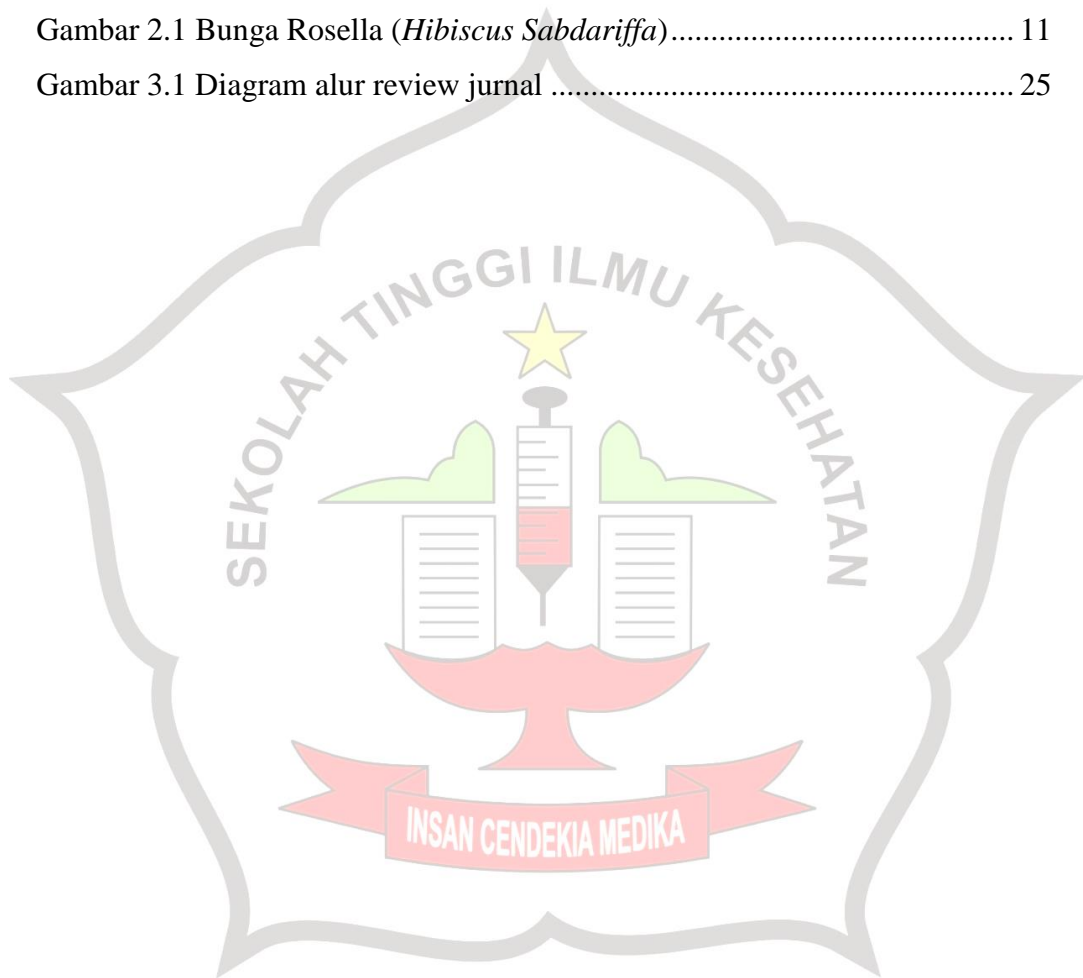 Gambar 2.1 Bunga Rosella (Hibiscus Sabdariffa)........................................... 11
Gambar 3.1 Diagram alur review jurnal .......................................................... 25
SEKOLAH TINGGI ILMU KESEHATAN
INSAN CENDEKIA MEDIKA